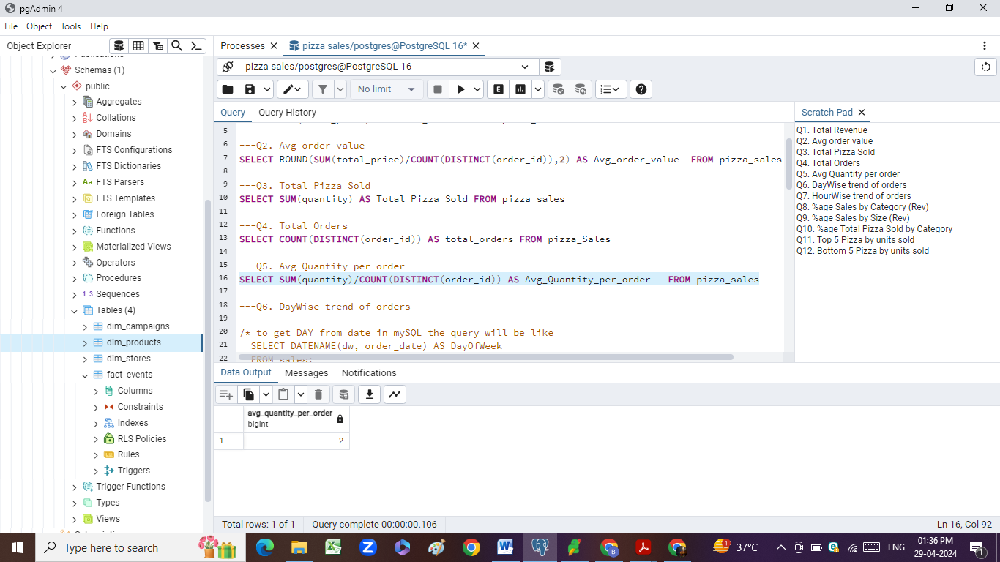 pgAdmin 4
File Object Tools Help
Object Explorer
Publications
Schemas (1)
public
Aggregates
Collations
Domains
FTS Configurations
FTS Dictionaries
FTS Parsers
FTS Templates
Foreign Tables
Functions
Materialized Views
Operators
Procedures
1..3 Sequences
Tables (4)
dim_campaigns
dim_products
dim_stores
fact_events
Columns
Constraints
Indexes
RLS Policies
Rules
Triggers
Trigger Functions
Types
Views
Processes
pizza sales/postgres@PostgreSQL 16*
pizza sales/postgres@PostgreSQL 16
No limit
Query Query History
5
6 ---Q2. Avg order value
7 SELECT ROUND(SUM(total_price)/COUNT(DISTINCT(order_id)),2) AS Avg_order_value FROM pizza_sales
8
9 ---Q3. Total Pizza Sold
10 SELECT SUM(quantity) AS Total_Pizza_Sold FROM pizza_sales
11
12 ---Q4. Total Orders
13 SELECT COUNT(DISTINCT(order_id)) AS total_orders FROM pizza_Sales
14
15 ---Q5. Avg Quantity per order
16 SELECT SUM(quantity)/COUNT(DISTINCT(order_id)) AS Avg_Quantity_per_order FROM pizza_sales
17
18 ---Q6. DayWise trend of orders
19
20 /* to get DAY from date in mySQL the query will be like
21 SELECT DATENAME(dw, order_date) AS DayOfWeek
22 FROM sales;
Scratch Pad
Q1. Total Revenue
Q2. Avg order value
Q3. Total Pizza Sold
Q4. Total Orders
Q5. Avg Quantity per order
Q6. DayWise trend of orders
Q7. HourWise trend of orders
Q8. %age Sales by Category (Rev)
Q9. %age Sales by Size (Rev)
Q10. %age Total Pizza Sold by Category
Q11. Top 5 Pizza by units sold
Q12. Bottom 5 Pizza by units sold
Data Output Messages Notifications
avg_quantity_per_order
bigint
1 2
Total rows: 1 of 1 Query complete 00:00:00.106 Ln 16, Col 92
Type here to search
37°C
ENG
01:36 PM
29-04-2024